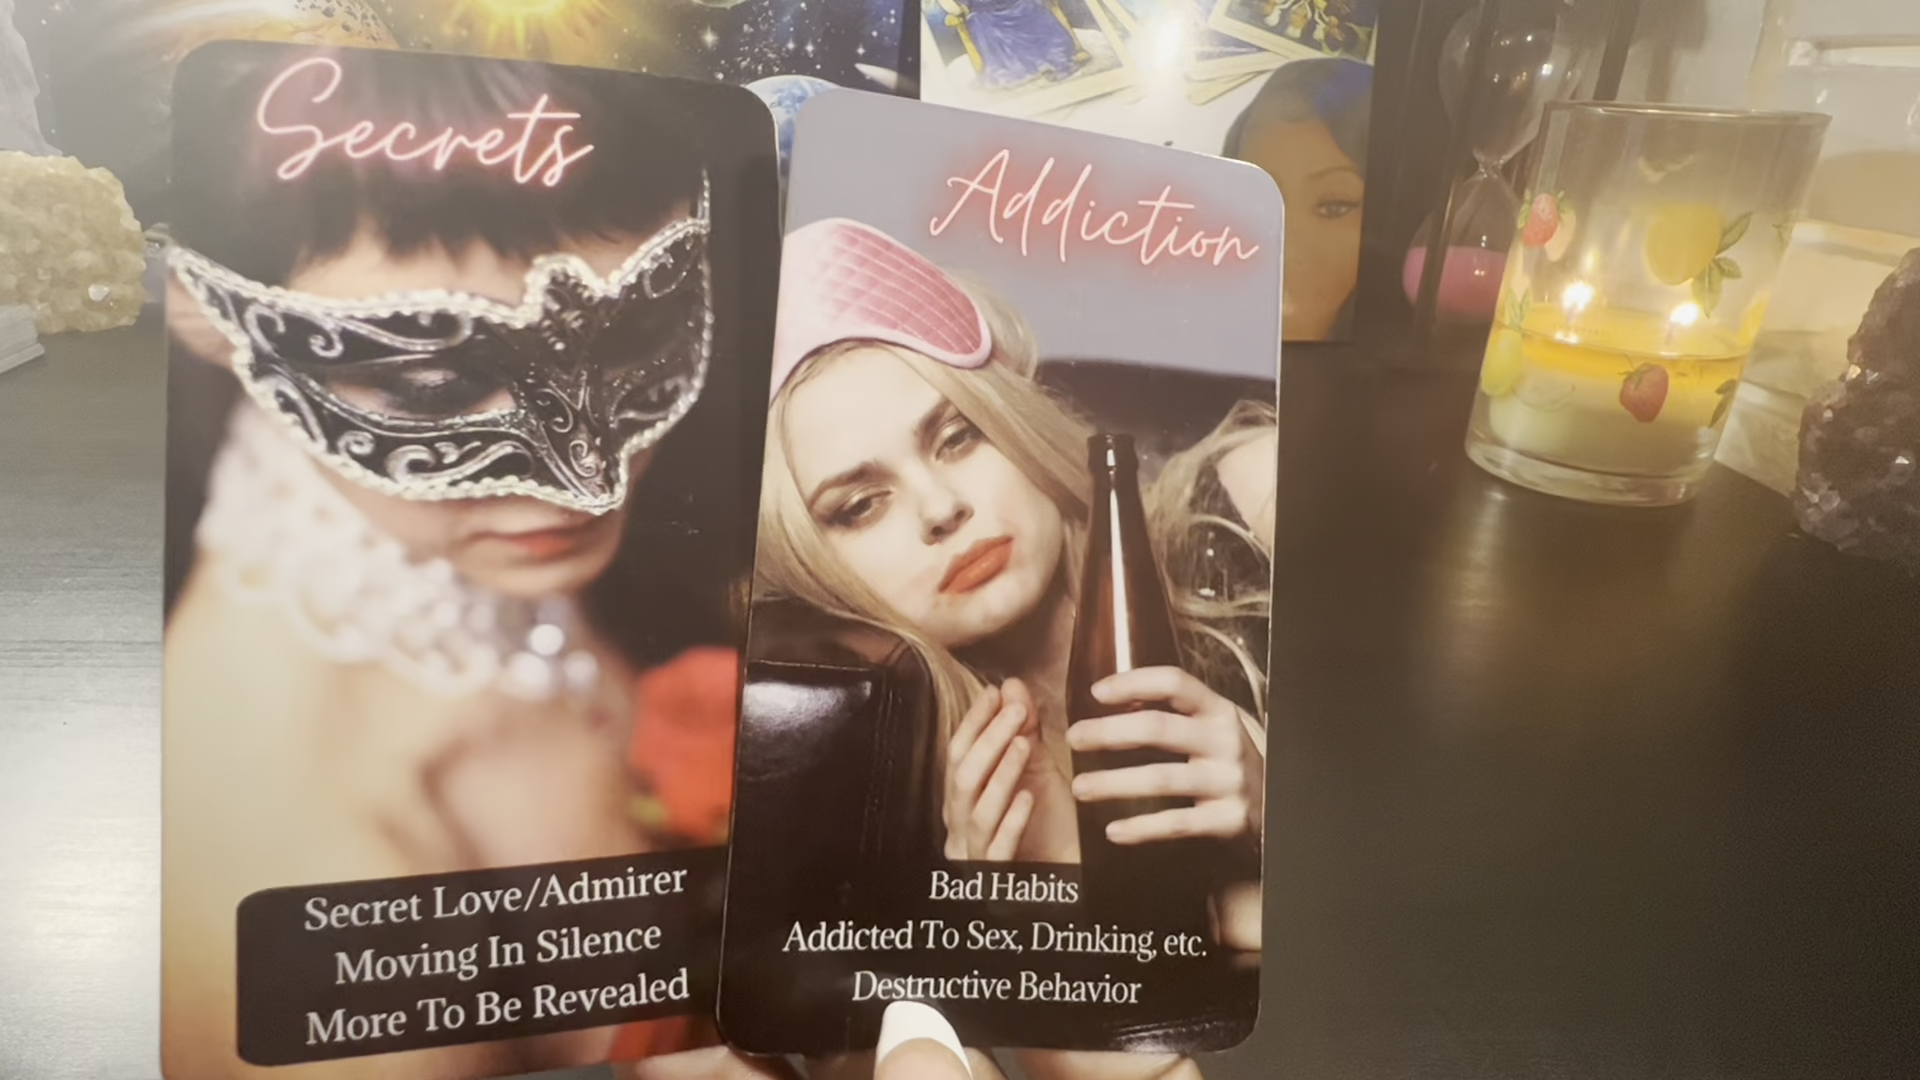 Secrets
Secret Love/Admirer
Moving In Silence
More To Be Revealed
Addiction
Bad Habits
Addicted To Sex, Drinking, etc.
Destructive Behavior